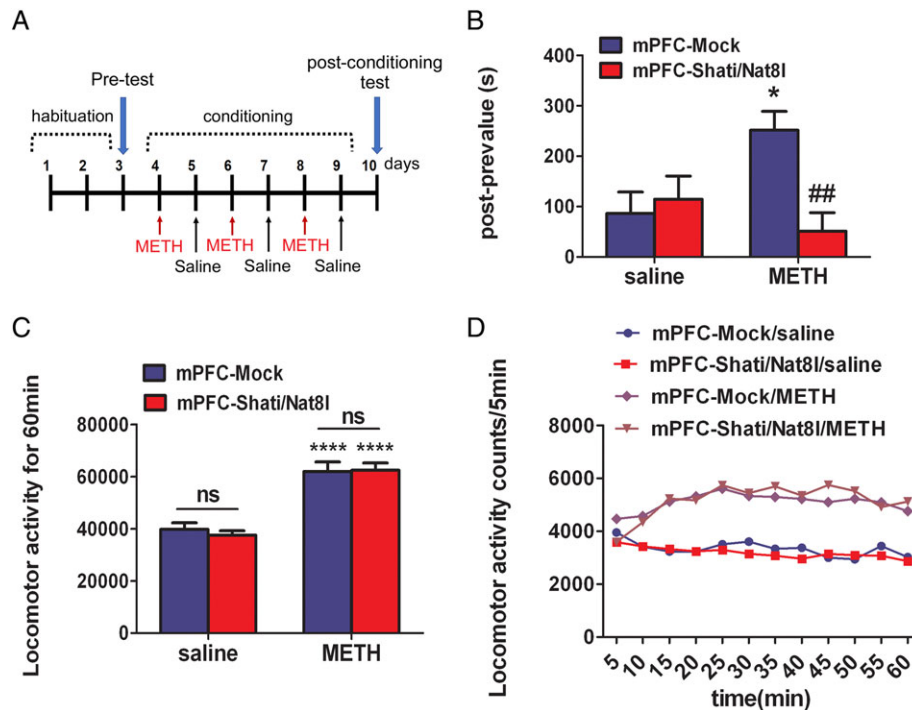 A
Pre-test
post-conditioning
test
habituation
conditioning
1 2 3 4 5 6 7 8 9 10 days
METH METH METH
Saline Saline Saline
B
mPFC-Mock
mPFC-Shati/Nat8l
post-prevalue (s)
400
300
200
100
0
*
##
saline METH
C
mPFC-Mock
mPFC-Shati/Nat8l
Locomotor activity for 60min
80000
60000
40000
20000
0
ns
ns
**** ****
saline METH
D
mPFC-Mock/saline
mPFC-Shati/Nat8l/saline
mPFC-Mock/METH
mPFC-Shati/Nat8l/METH
Locomotor activity counts/5min
8000
6000
4000
2000
0
5 10 15 20 25 30 35 40 45 50 55 60
time(min)